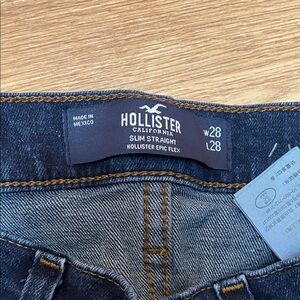 MADE IN
MEXICO
HOLLISTER
CALIFORNIA
SLIM STRAIGHT
HOLLISTER EPIC FLEX
W28
L28